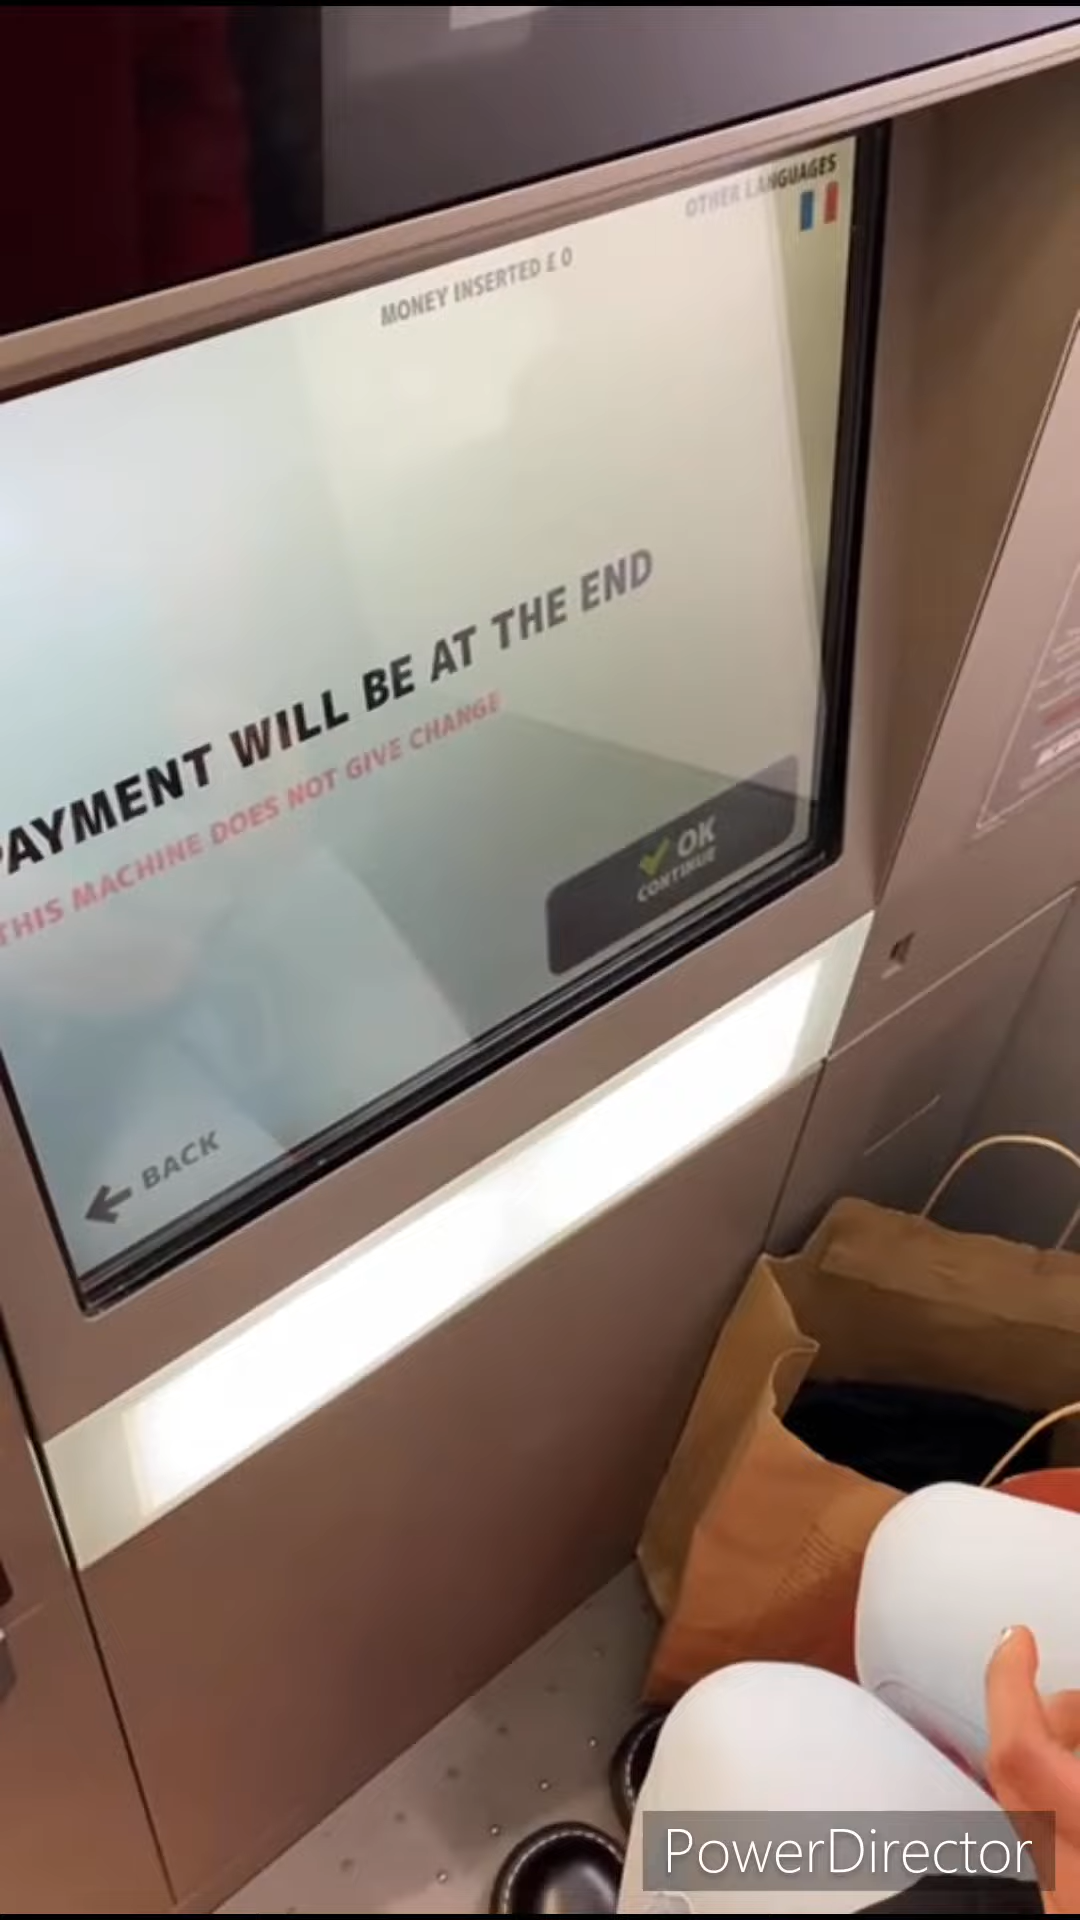 OTHER LANGUAGES
MONEY INSERTED £ 0
PAYMENT WILL BE AT THE END
THIS MACHINE DOES NOT GIVE CHANGE
OK
CONTINUE
BACK
PowerDirector